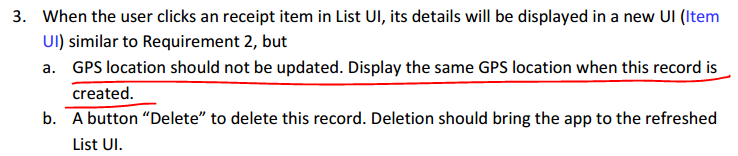 3. When the user clicks an receipt item in List UI, its details will be displayed in a new UI (Item
UI) similar to Requirement 2, but
a. GPS location should not be updated. Display the same GPS location when this record is
created.
b. A button “Delete” to delete this record. Deletion should bring the app to the refreshed
List UI.